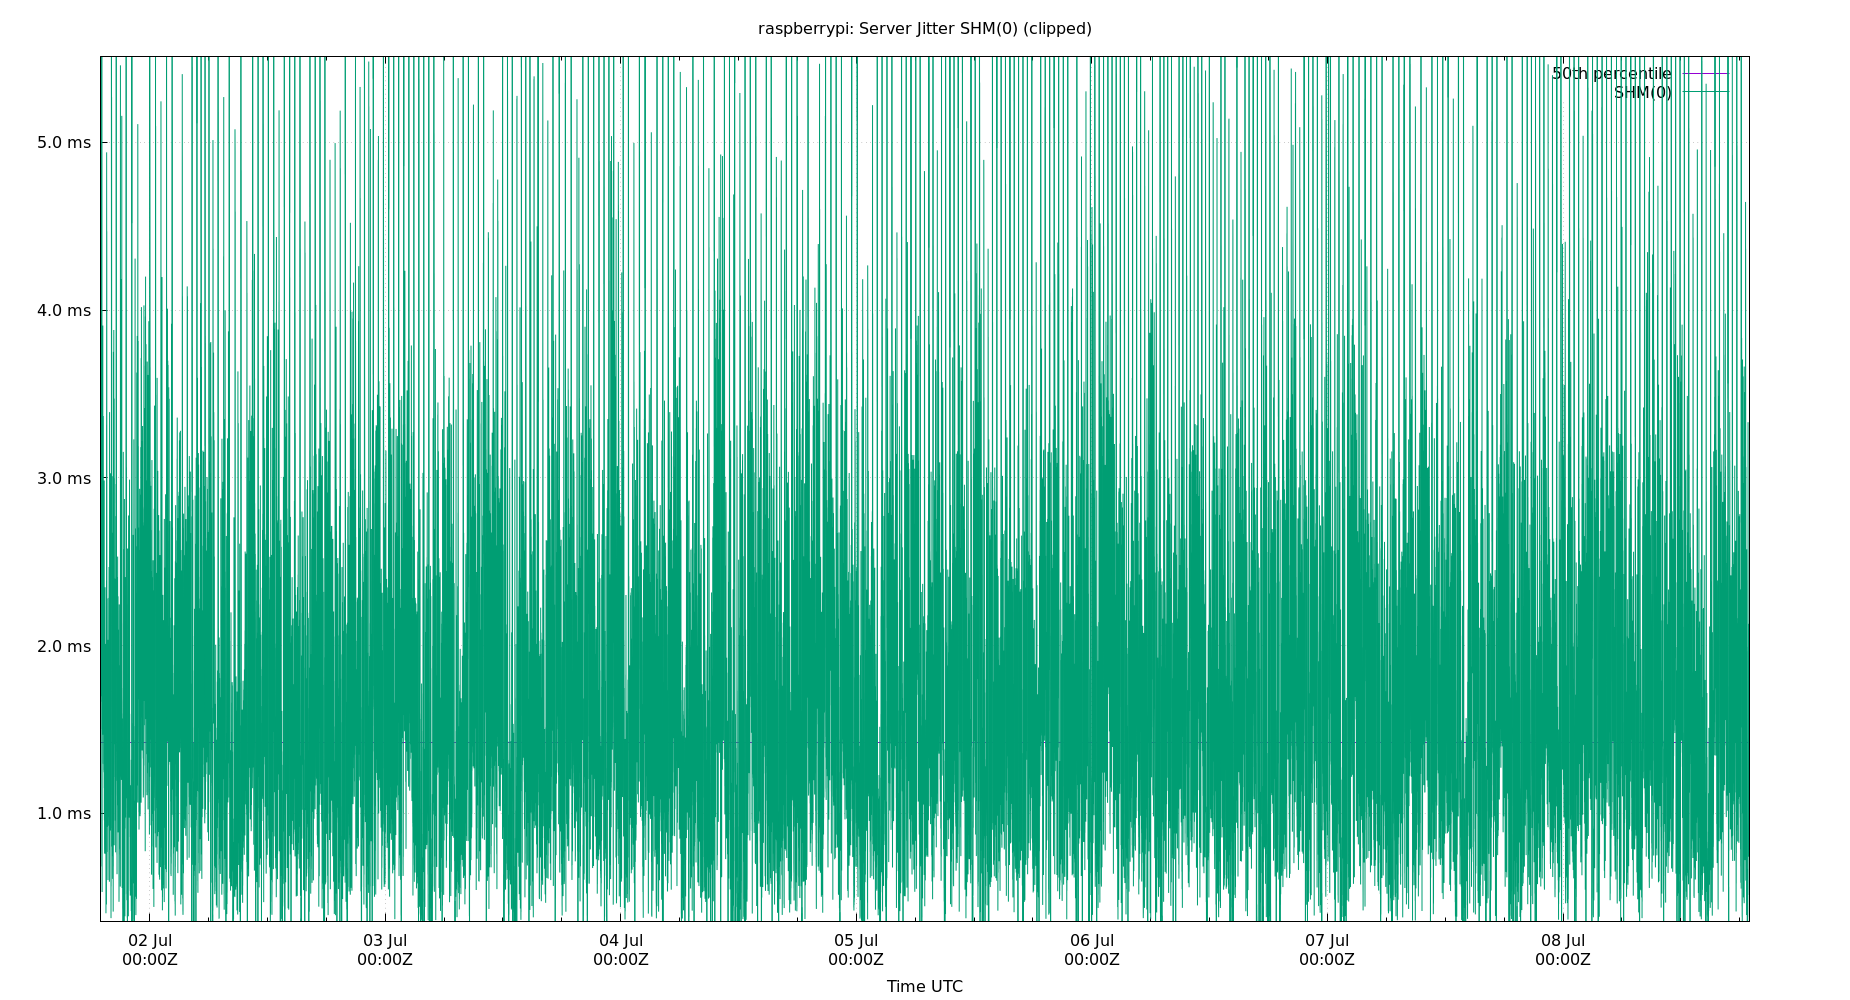 raspberrypi: Server Jitter SHM(0) (clipped)
50th percentile
SHM(0)
5.0 ms
4.0 ms
3.0 ms
2.0 ms
1.0 ms
02 Jul 03 Jul 04 Jul 05 Jul 06 Jul 07 Jul 08 Jul
00:00Z 00:00Z 00:00Z 00:00Z 00:00Z 00:00Z 00:00Z
Time UTC